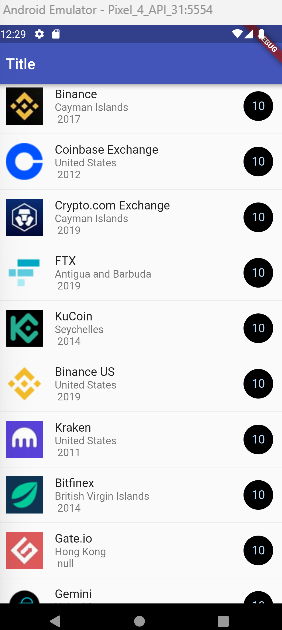 Android Emulator - Pixel_4_API_31:5554
12:29
DEBUG
Title
Binance
Cayman Islands
2017
10
Coinbase Exchange
United States
2012
10
Crypto.com Exchange
Cayman Islands
2019
10
FTX
Antigua and Barbuda
2019
10
KuCoin
Seychelles
2014
10
Binance US
United States
2019
10
Kraken
United States
2011
10
Bitfinex
British Virgin Islands
2014
10
Gate.io
Hong Kong
null
10
Gemini
10